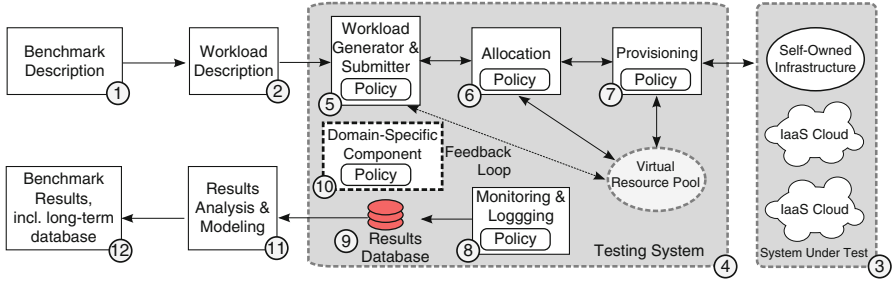 Benchmark
Description
1
Workload
Description
2
Workload
Generator &
Submitter
Policy
5
Allocation
Policy
6
Provisioning
Policy
7
Self-Owned
Infrastructure
IaaS Cloud
IaaS Cloud
System Under Test
3
Domain-Specific
Component
Policy
10
Feedback
Loop
Virtual
Resource Pool
Benchmark
Results,
incl. long-term
database
12
Results
Analysis &
Modeling
11
9
Results
Database
Monitoring
& Loggging
Policy
8
Testing System
4